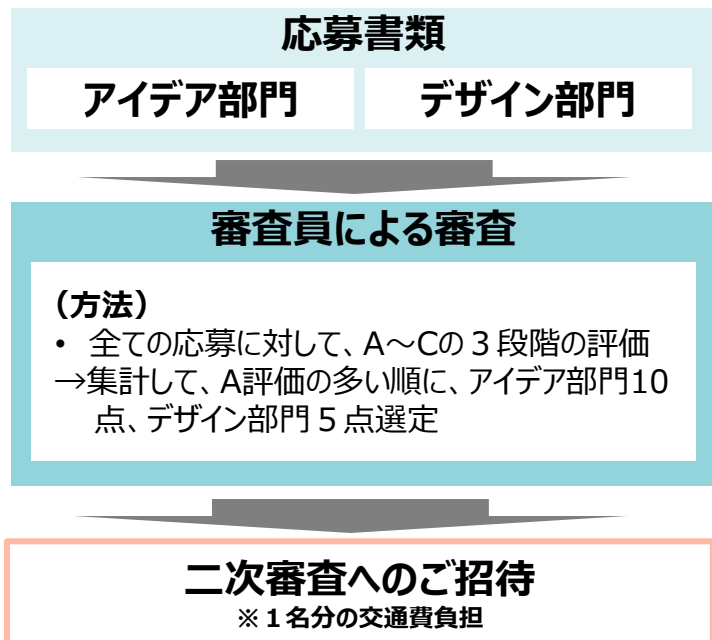 応募書類
アイデア部門 デザイン部門
審査員による審査
（方法）
• 全ての応募に対して、A～Cの３段階の評価
→集計して、A評価の多い順に、アイデア部門10
点、デザイン部門５点選定
二次審査へのご招待
※１名分の交通費負担